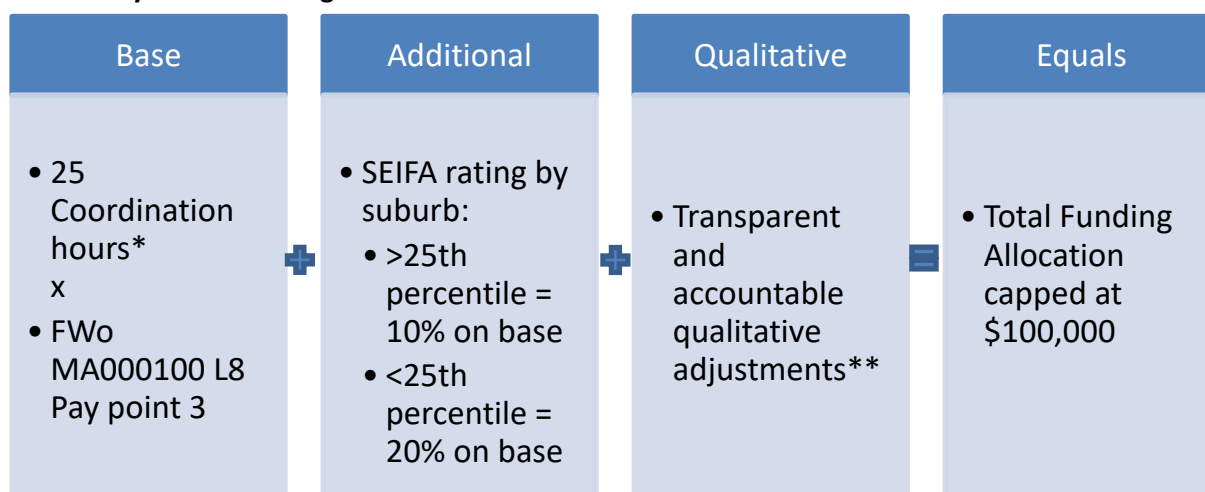 Base
• 25
Coordination
hours*
x
• FWo
MA000100 L8
Pay point 3
Additional
• SEIFA rating by
suburb:
• >25th
percentile =
10% on base
• <25th
percentile =
20% on base
Qualitative
• Transparent
and
accountable
qualitative
adjustments**
Equals
• Total Funding
Allocation
capped at
$100,000